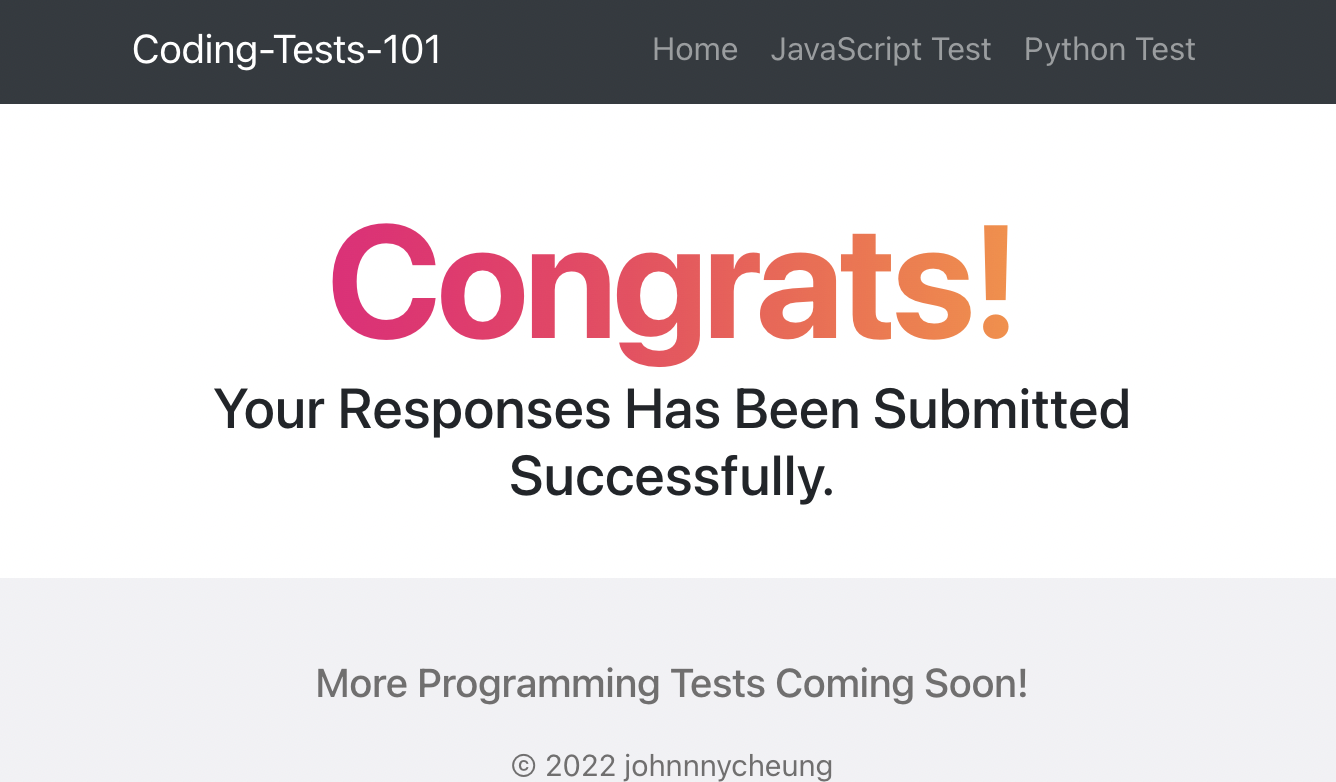 Coding-Tests-101
Home JavaScript Test Python Test
Congrats!
Your Responses Has Been Submitted
Successfully.
More Programming Tests Coming Soon!
© 2022 johnnnycheung